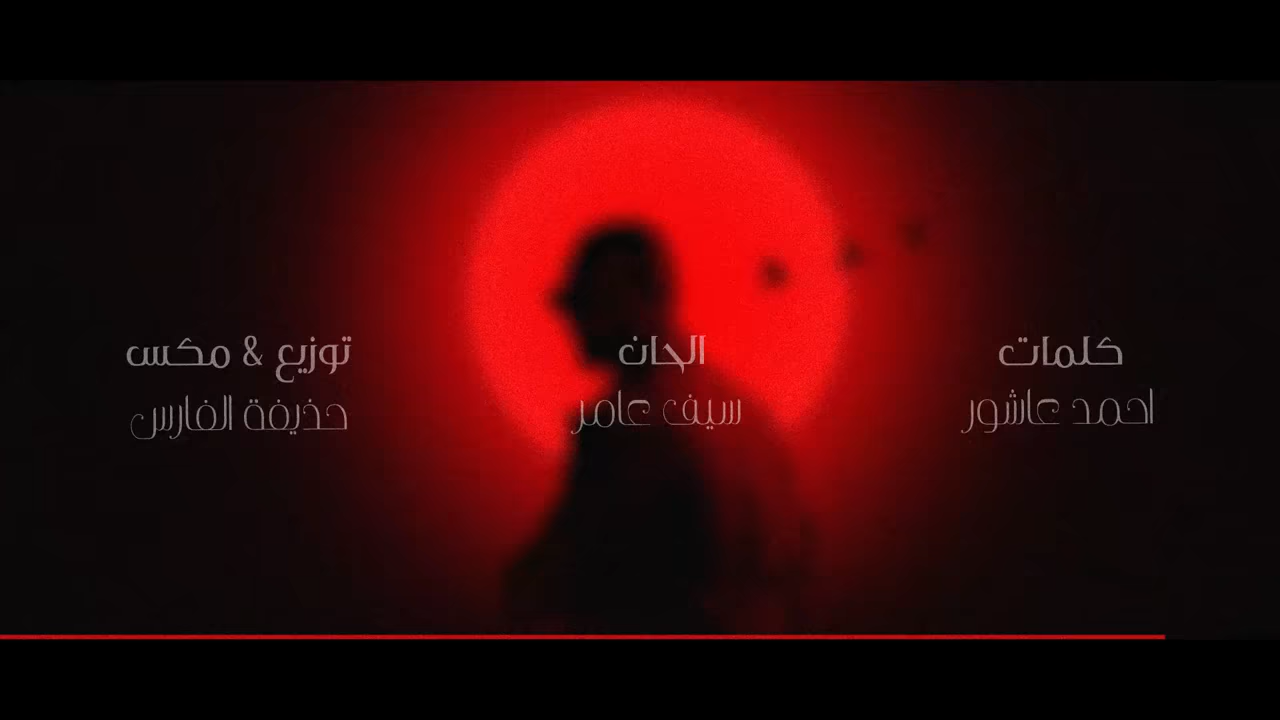 كلمات
احمد عاشور
الحان
سيف عامر
توزيع & مكس
حذيفة الفارس